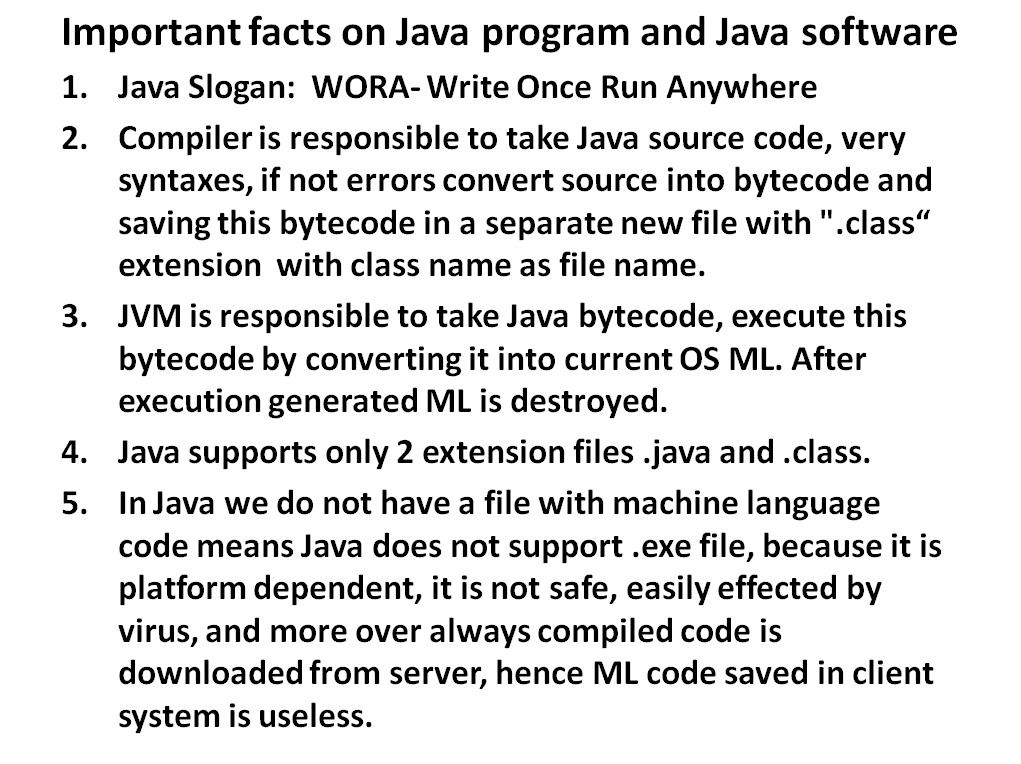 Important facts on Java program and Java software
1. Java Slogan: WORA- Write Once Run Anywhere
2. Compiler is responsible to take Java source code, very
syntaxes, if not errors convert source into bytecode and
saving this bytecode in a separate new file with ".class“
extension with class name as file name.
3. JVM is responsible to take Java bytecode, execute this
bytecode by converting it into current OS ML. After
execution generated ML is destroyed.
4. Java supports only 2 extension files .java and .class.
5. In Java we do not have a file with machine language
code means Java does not support .exe file, because it is
platform dependent, it is not safe, easily effected by
virus, and more over always compiled code is
downloaded from server, hence ML code saved in client
system is useless.